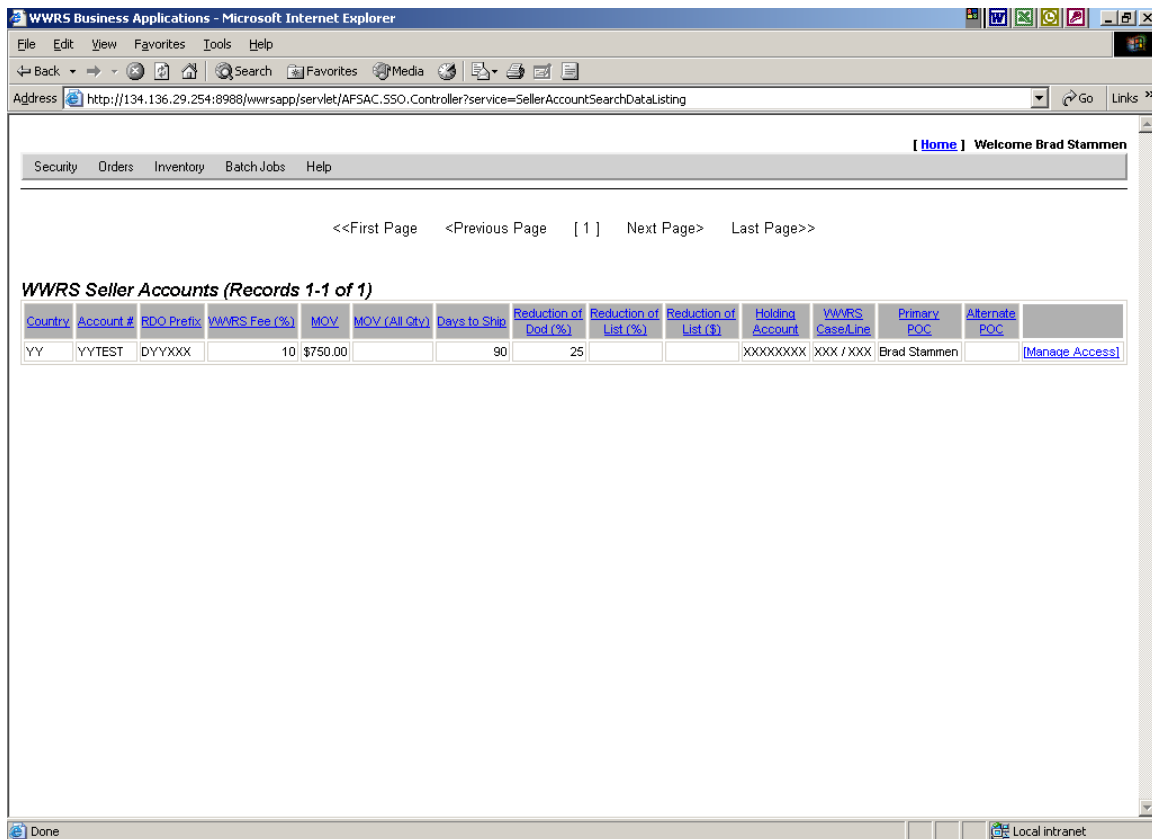 WWRS Business Applications - Microsoft Internet Explorer
File Edit View Favorites Tools Help
Back Search Favorites Media
Address http://134.136.29.254:8988/wwrsapp/servlet/AFSAC.SSO.Controller?service=SellerAccountSearchDataListing Go Links »
[ Home ] Welcome Brad Stammen
Security Orders Inventory Batch Jobs Help
<<First Page <Previous Page [ 1 ] Next Page> Last Page>>
WWRS Seller Accounts (Records 1-1 of 1)
Country Account # RDO Prefix WWRS Fee (%) MOV MOV (All Qty) Days to Ship Reduction of Dod (%) Reduction of List (%) Reduction of List ($) Holding Account WWRS Case/Line Primary POC Alternate POC
YY YYTEST DYYXXX 10 $750.00 90 25 XXXXXXXX XXX / XXX Brad Stammen [Manage Access]
Done Local intranet